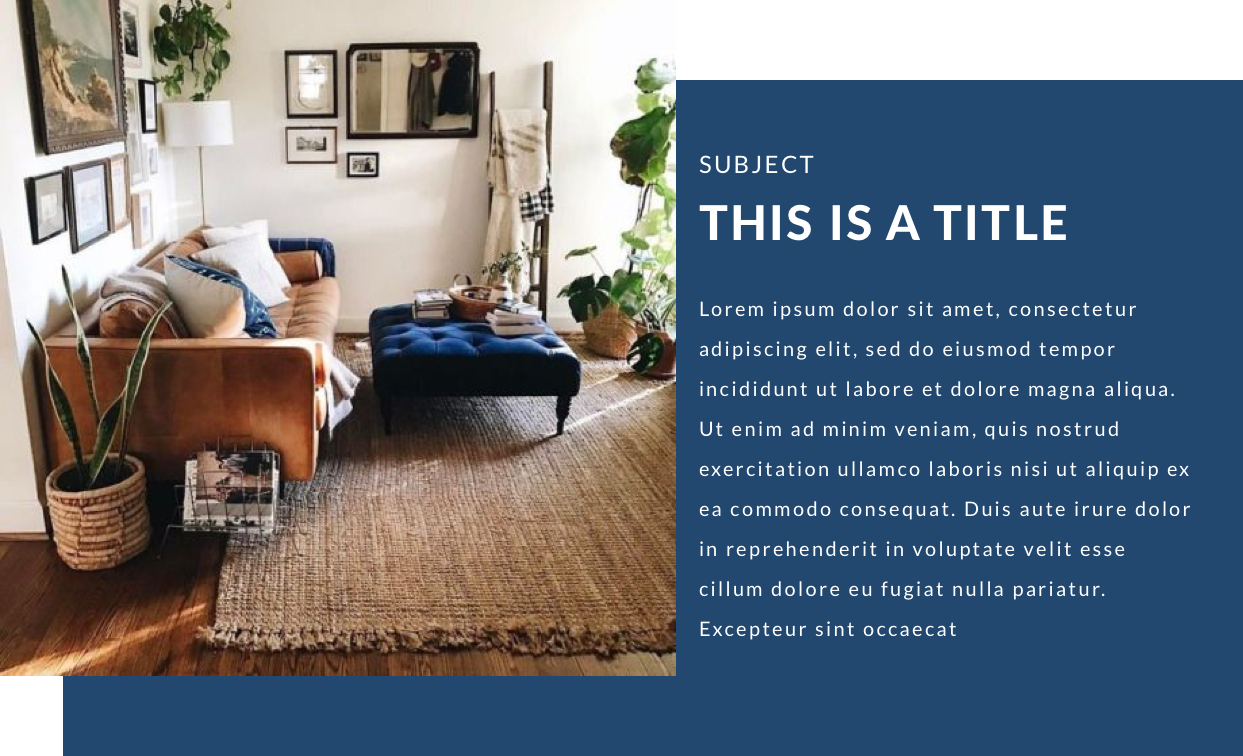 SUBJECT
THIS IS A TITLE
Lorem ipsum dolor sit amet, consectetur
adipiscing elit, sed do eiusmod tempor
incididunt ut labore et dolore magna aliqua.
Ut enim ad minim veniam, quis nostrud
exercitation ullamco laboris nisi ut aliquip ex
ea commodo consequat. Duis aute irure dolor
in reprehenderit in voluptate velit esse
cillum dolore eu fugiat nulla pariatur.
Excepteur sint occaecat